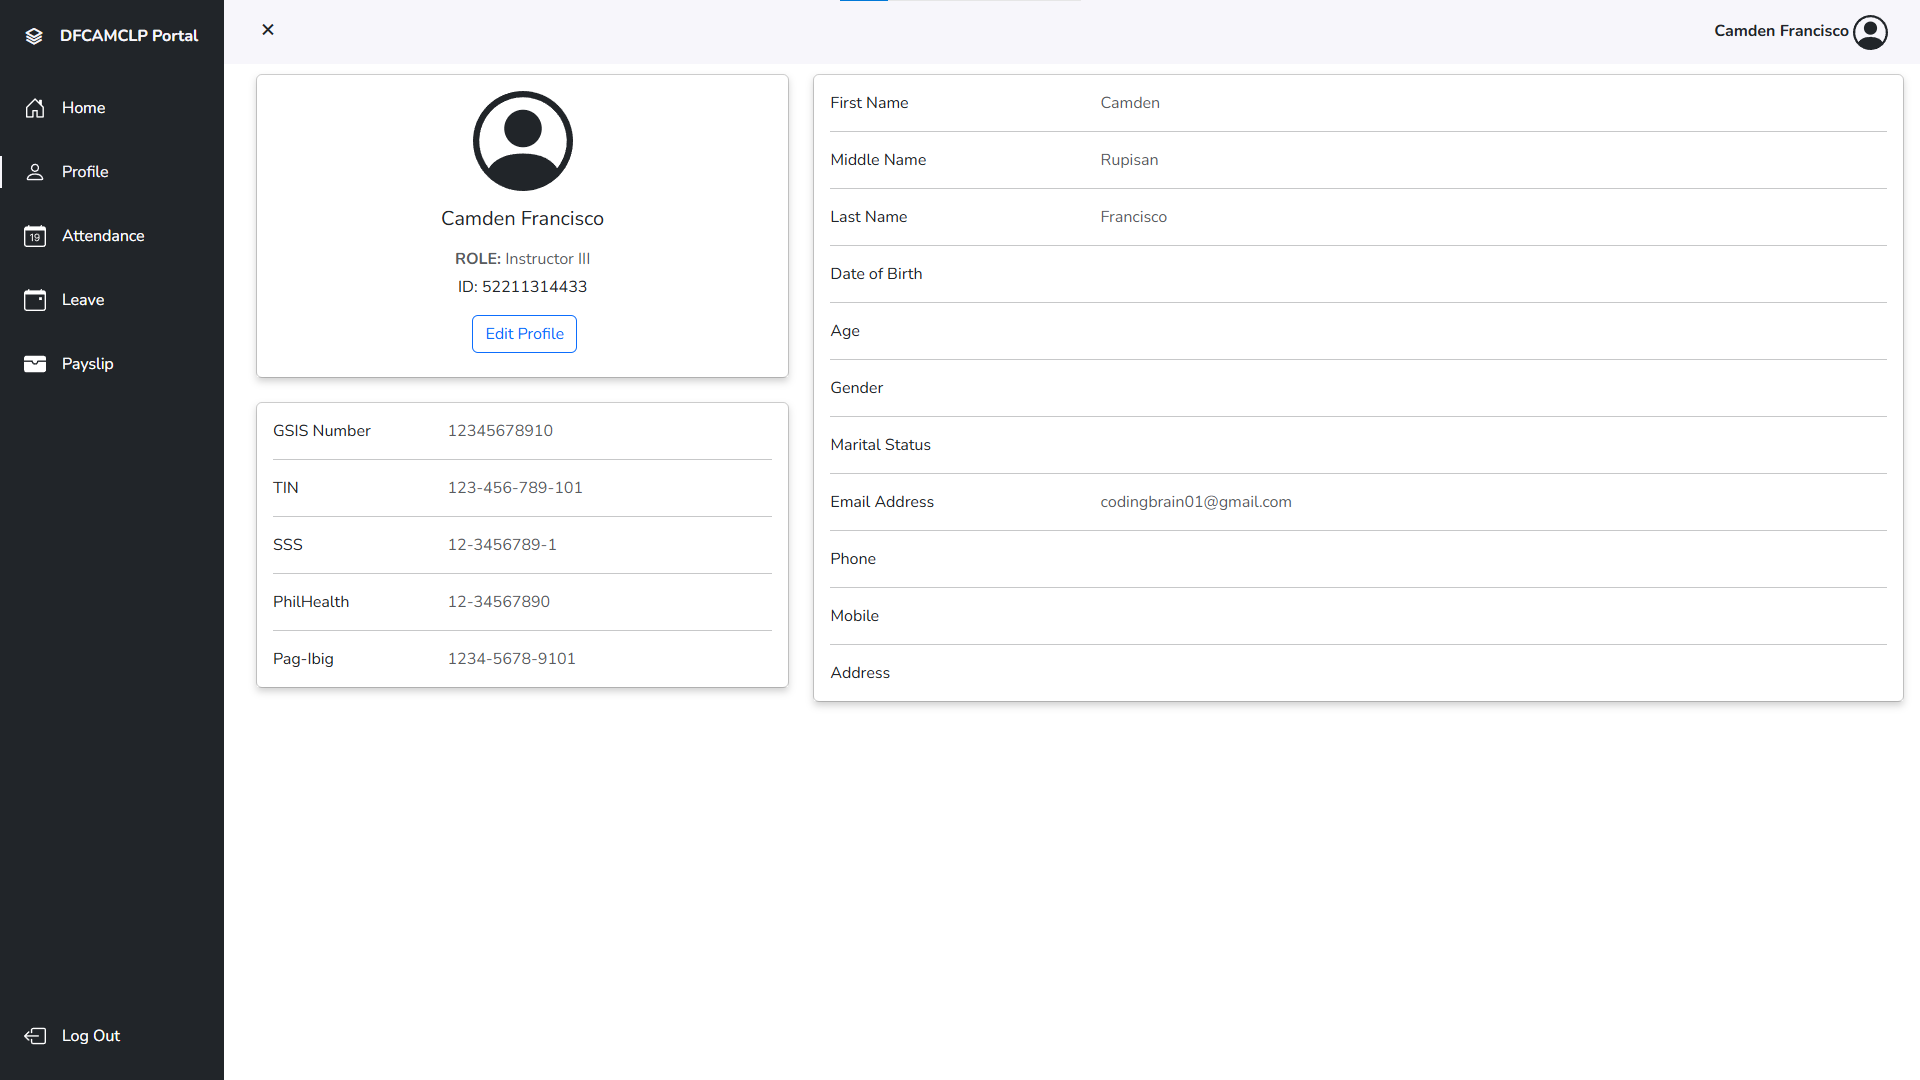 DFCAMCLP Portal
Home
Profile
19
Attendance
Leave
Payslip
Log Out
×
Camden Francisco
Camden Francisco
ROLE: Instructor III
ID: 52211314433
Edit Profile
GSIS Number 12345678910
TIN 123-456-789-101
SSS 12-3456789-1
PhilHealth 12-34567890
Pag-Ibig 1234-5678-9101
First Name Camden
Middle Name Rupisan
Last Name Francisco
Date of Birth
Age
Gender
Marital Status
Email Address codingbrain01@gmail.com
Phone
Mobile
Address